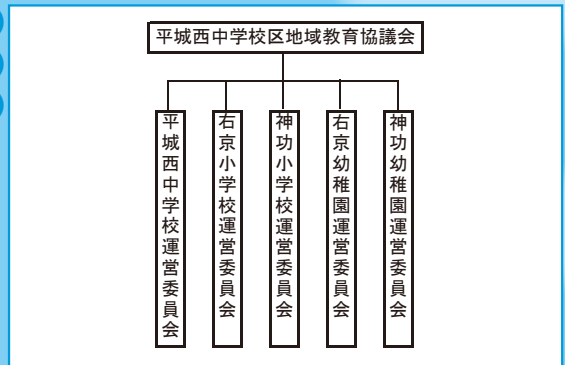 平城西中学校区地域教育協議会
平城西中学校運営委員会
右京小学校運営委員会
神功小学校運営委員会
右京幼稚園運営委員会
神功幼稚園運営委員会